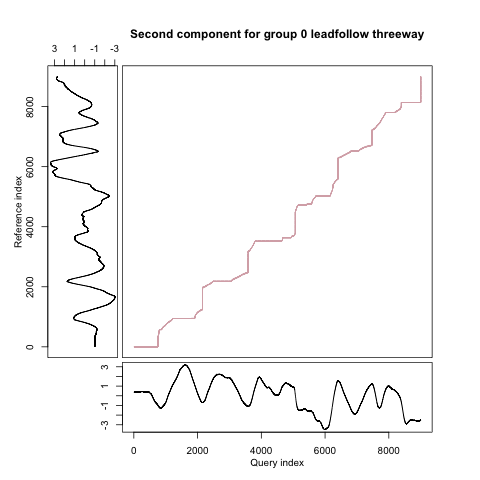 Second component for group 0 leadfollow threeway
3 1 -1 -3
Reference index
8000
6000
4000
2000
0
3
1
-1
-3
0 2000 4000 6000 8000
Query index